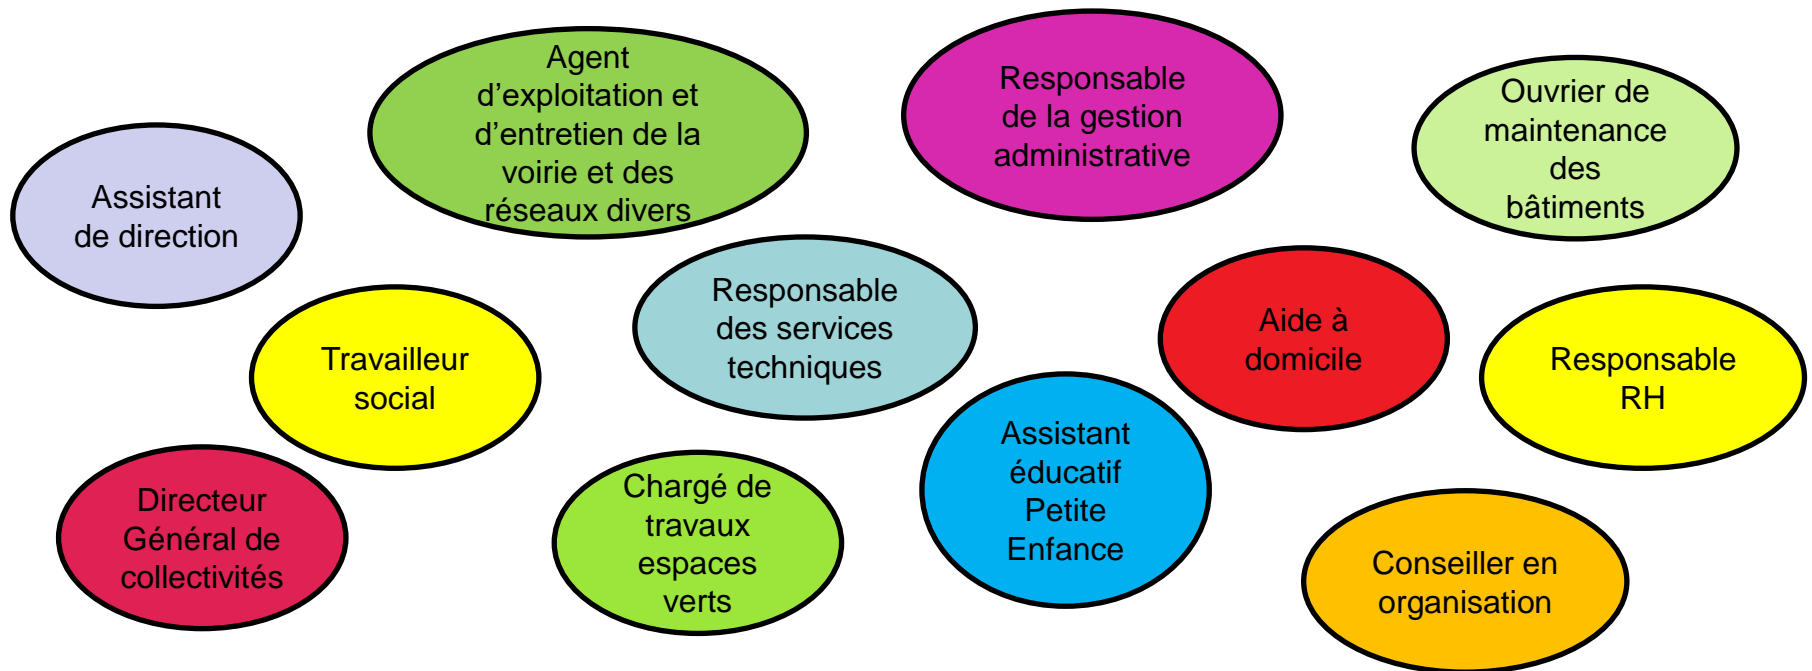 Agent
d’exploitation et
d’entretien de la
voirie et des
réseaux divers
Responsable
de la gestion
administrative
Ouvrier de
maintenance
des
bâtiments
Assistant
de direction
Responsable
des services
techniques
Aide à
domicile
Travailleur
social
Responsable
RH
Assistant
éducatif
Petite
Enfance
Directeur
Général de
collectivités
Chargé de
travaux
espaces
verts
Conseiller en
organisation